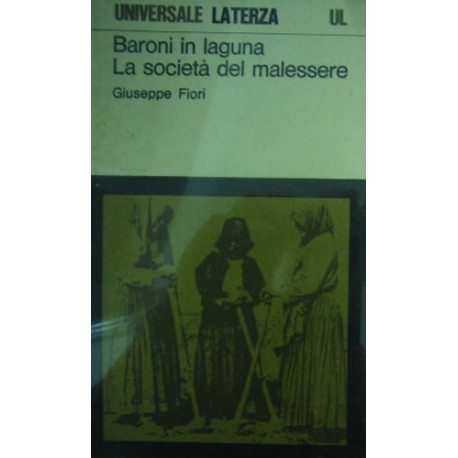 UNIVERSALE LATERZA UL
Baroni in laguna
La società del malessere
Giuseppe Fiori